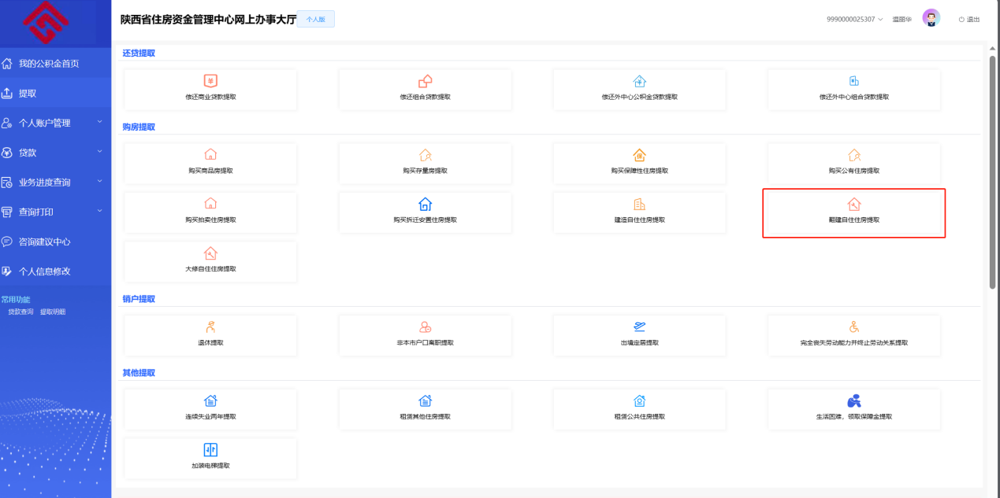 陕西省住房资金管理中心网上办事大厅 个人版 9990000025307 温丽华 退出
我的公积金首页
提取
个人账户管理
贷款
业务进度查询
查询打印
咨询建议中心
个人信息修改
常用功能
贷款查询 提取明细
还贷提取
偿还商业贷款提取 偿还组合贷款提取 偿还外中心公积金贷款提取 偿还外中心组合贷款提取
购房提取
购买商品房提取 购买存量房提取 购买保障性住房提取 购买公有住房提取
购买拍卖住房提取 购买拆迁安置住房提取 建造自住住房提取 翻建自住住房提取
大修自住住房提取
销户提取
退休提取 非本市户口离职提取 出境定居提取 完全丧失劳动能力并终止劳动关系提取
其他提取
连续失业两年提取 租赁其他住房提取 租赁公共住房提取 生活困难，领取保障金提取
加装电梯提取